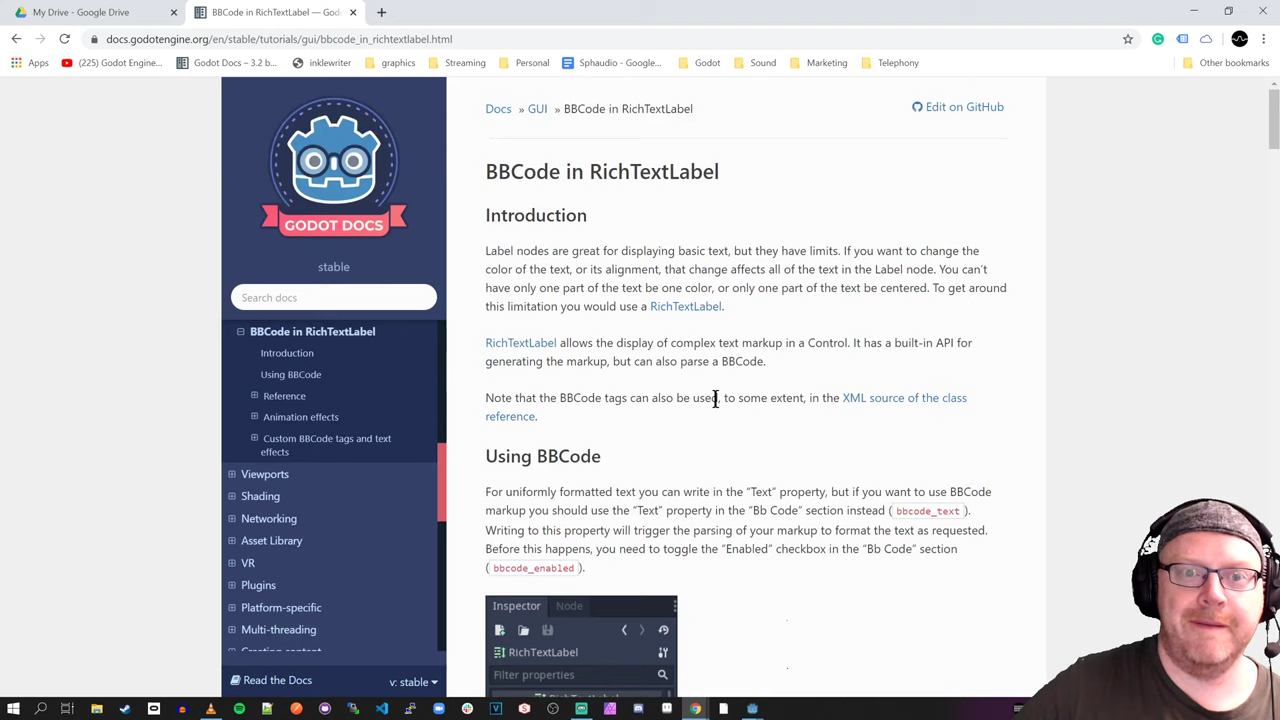 My Drive - Google Drive
BBCode in RichTextLabel — Go
docs.godotengine.org/en/stable/tutorials/gui/bbcode_in_richtextlabel.html
Apps
(225) Godot Engine...
Godot Docs – 3.2 b...
inklewriter
graphics
Streaming
Personal
Sphaudio - Google...
Godot
Sound
Marketing
Telephony
Other bookmarks
GODOT DOCS
stable
Search docs
BBCode in RichTextLabel
Introduction
Using BBCode
Reference
Animation effects
Custom BBCode tags and text
effects
Viewports
Shading
Networking
Asset Library
VR
Plugins
Platform-specific
Multi-threading
Creating content
Read the Docs
v: stable
Docs » GUI » BBCode in RichTextLabel
Edit on GitHub
BBCode in RichTextLabel
Introduction
Label nodes are great for displaying basic text, but they have limits. If you want to change the
color of the text, or its alignment, that change affects all of the text in the Label node. You can't
have only one part of the text be one color, or only one part of the text be centered. To get around
this limitation you would use a RichTextLabel.
RichTextLabel allows the display of complex text markup in a Control. It has a built-in API for
generating the markup, but can also parse a BBCode.
Note that the BBCode tags can also be used, to some extent, in the XML source of the class
reference.
Using BBCode
For uniformly formatted text you can write in the “Text” property, but if you want to use BBCode
markup you should use the “Text” property in the “Bb Code” section instead ( bbcode_text ).
Writing to this property will trigger the parsing of your markup to format the text as requested.
Before this happens, you need to toggle the “Enabled” checkbox in the “Bb Code” section
( bbcode_enabled ).
Inspector
Node
RichTextLabel
Filter properties
RichTextLabel